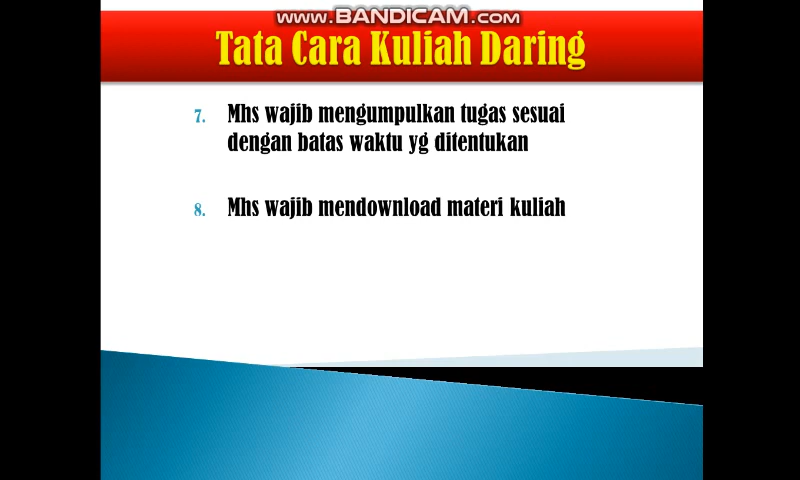 www.BANDICAM.com
Tata Cara Kuliah Daring
7. Mhs wajib mengumpulkan tugas sesuai
dengan batas waktu yg ditentukan
8. Mhs wajib mendownload materi kuliah